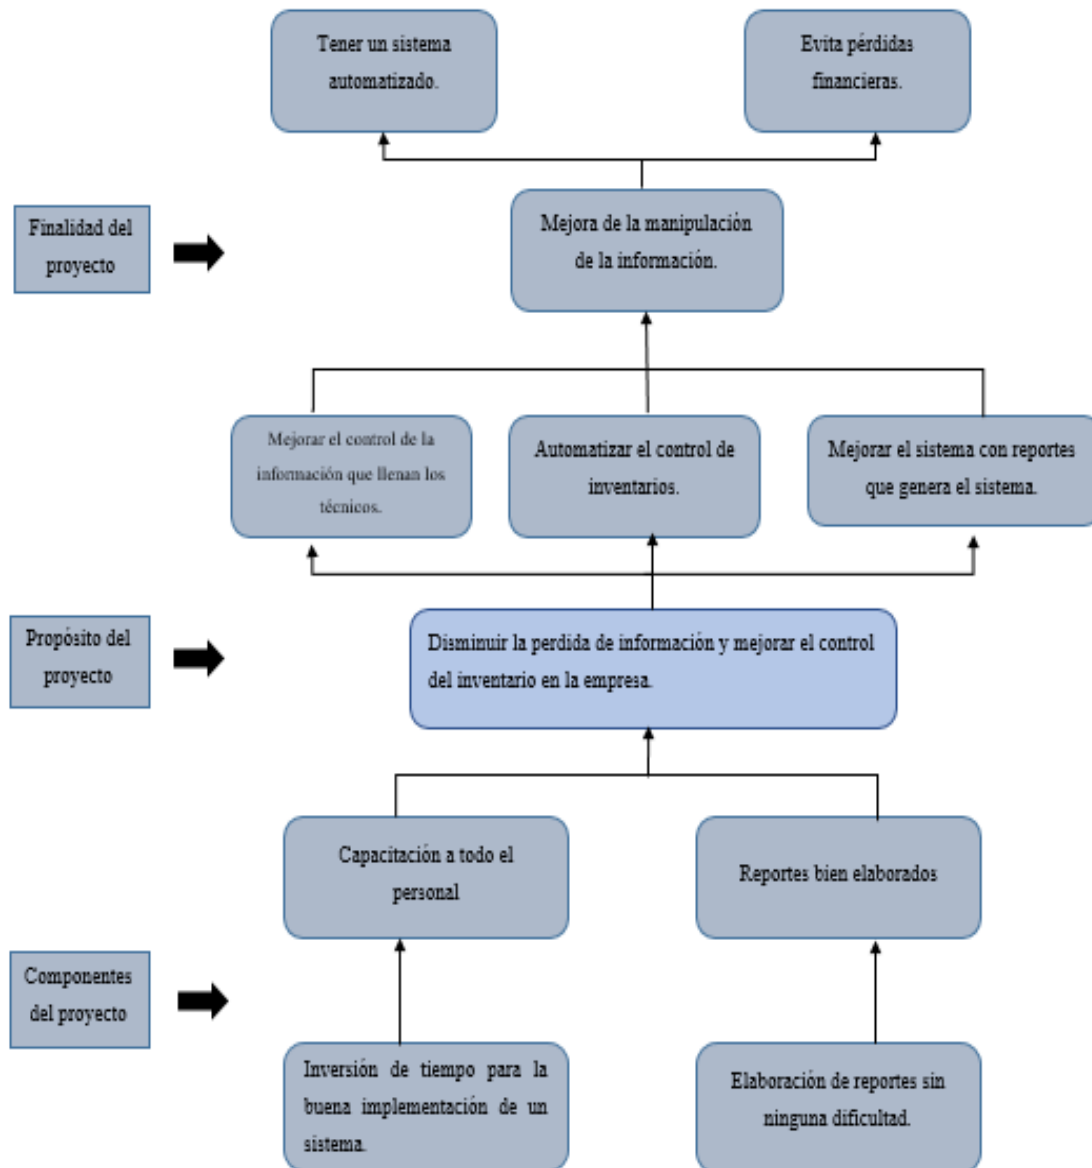 Tener un sistema
automatizado.
Evita pérdidas
financieras.
Finalidad del
proyecto
Mejora de la manipulación
de la información.
Mejorar el control de la
información que llenan los
técnicos.
Automatizar el control de
inventarios.
Mejorar el sistema con reportes
que genera el sistema.
Propósito del
proyecto
Disminuir la perdida de información y mejorar el control
del inventario en la empresa.
Capacitación a todo el
personal
Reportes bien elaborados
Componentes
del proyecto
Inversión de tiempo para la
buena implementación de un
sistema.
Elaboración de reportes sin
ninguna dificultad.